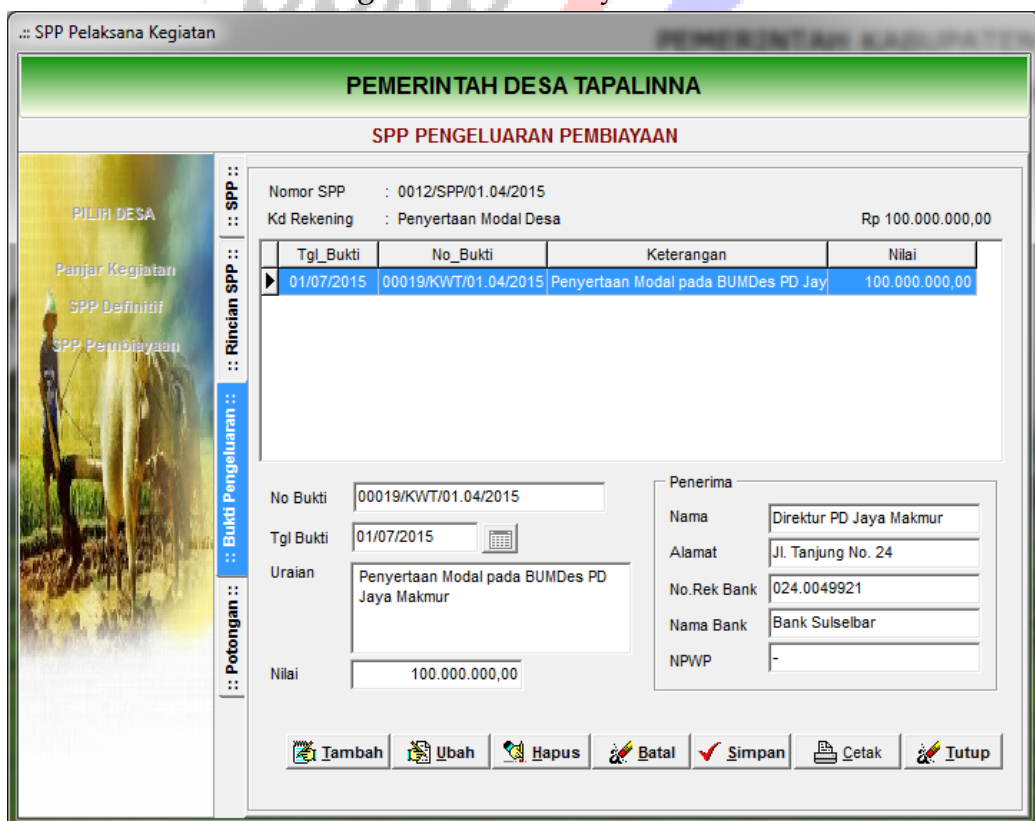 .:: SPP Pelaksana Kegiatan
PEMERINTAH KABUPATEN
PEMERINTAH DESA TAPALINNA
SPP PENGELUARAN PEMBIAYAAN
PILIH DESA
Panjar Kegiatan
SPP Definitif
SPP Pembiayaan
:: SPP ::
:: Rincian SPP ::
:: Bukti Pengeluaran ::
:: Potongan ::
Nomor SPP : 0012/SPP/01.04/2015
Kd Rekening : Penyertaan Modal Desa Rp 100.000.000,00
Tgl_Bukti No_Bukti Keterangan Nilai
01/07/2015 00019/KWT/01.04/2015 Penyertaan Modal pada BUMDes PD Jay 100.000.000,00
No Bukti 00019/KWT/01.04/2015
Tgl Bukti 01/07/2015
Uraian Penyertaan Modal pada BUMDes PD
Jaya Makmur
Nilai 100.000.000,00
Penerima
Nama Direktur PD Jaya Makmur
Alamat Jl. Tanjung No. 24
No.Rek Bank 024.0049921
Nama Bank Bank Sulselbar
NPWP -
Tambah Ubah Hapus Batal Simpan Cetak Tutup